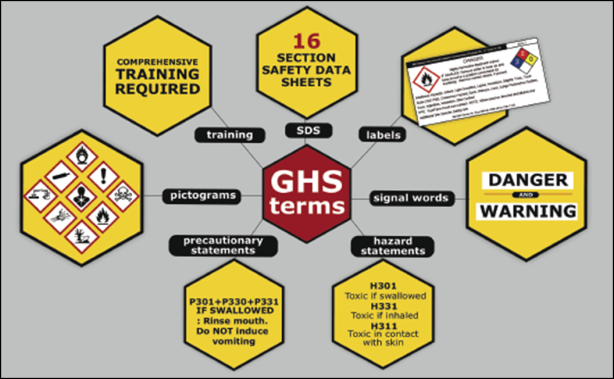 COMPREHENSIVE
TRAINING
REQUIRED
16
SECTION
SAFETY DATA
SHEETS
DANGER
training
SDS
labels
GHS
terms
pictograms
signal words
DANGER
AND
WARNING
precautionary
statements
hazard
statements
P301+P330+P331
IF SWALLOWED
: Rinse mouth.
Do NOT induce
vomiting
H301
Toxic if swallowed
H331
Toxic if inhaled
H311
Toxic in contact
with skin